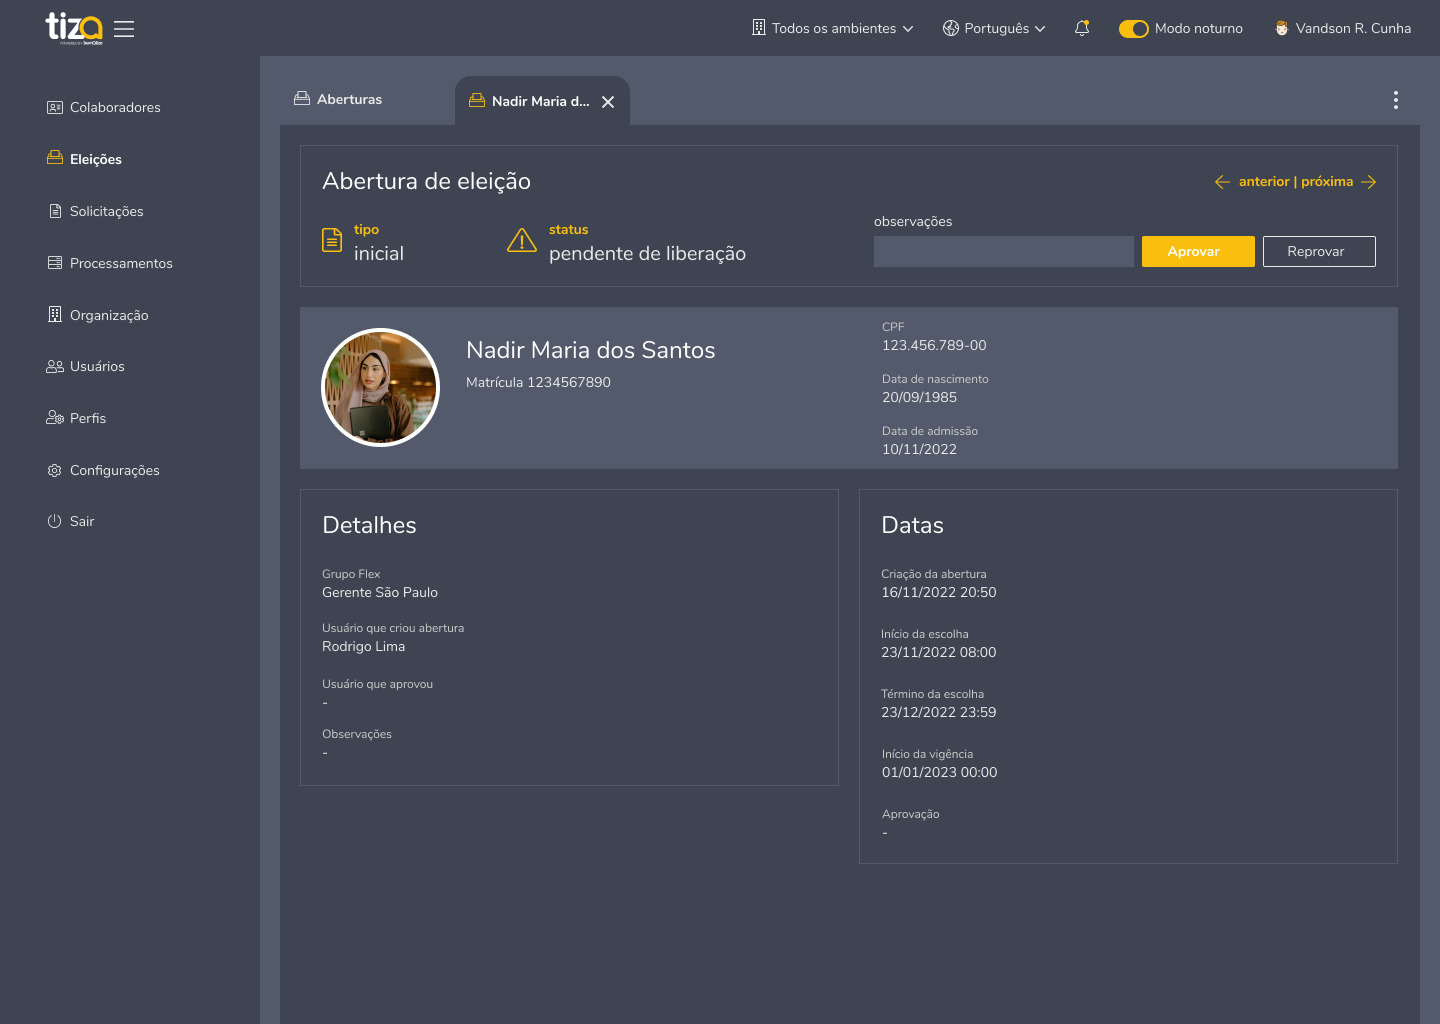 tiza
Todos os ambientes
Português
Modo noturno
Vandson R. Cunha
Colaboradores
Eleições
Solicitações
Processamentos
Organização
Usuários
Perfis
Configurações
Sair
Aberturas
Nadir Maria d...
Abertura de eleição
anterior | próxima
tipo
inicial
status
pendente de liberação
observações
Aprovar
Reprovar
Nadir Maria dos Santos
Matrícula 1234567890
CPF
123.456.789-00
Data de nascimento
20/09/1985
Data de admissão
10/11/2022
Detalhes
Grupo Flex
Gerente São Paulo
Usuário que criou abertura
Rodrigo Lima
Usuário que aprovou
-
Observações
-
Datas
Criação da abertura
16/11/2022 20:50
Início da escolha
23/11/2022 08:00
Término da escolha
23/12/2022 23:59
Início da vigência
01/01/2023 00:00
Aprovação
-